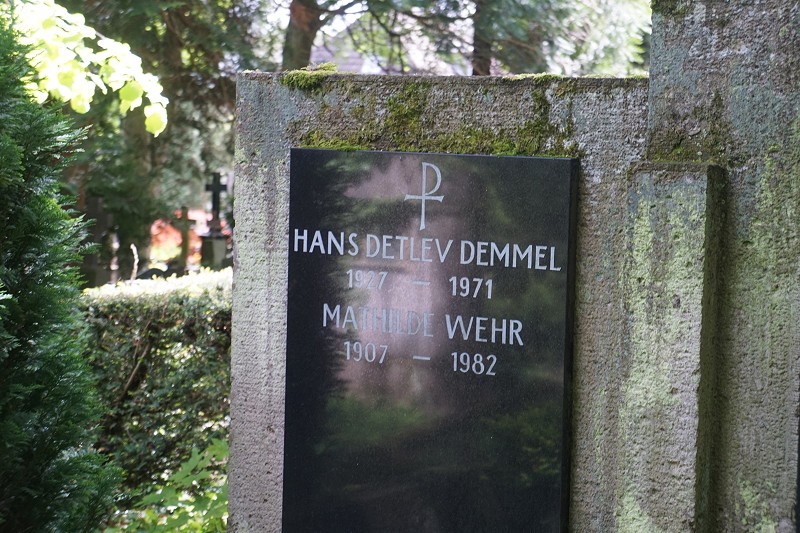 HANS DETLEV DEMMEL
1927 – 1971
MATHILDE WEHR
1907 – 1982